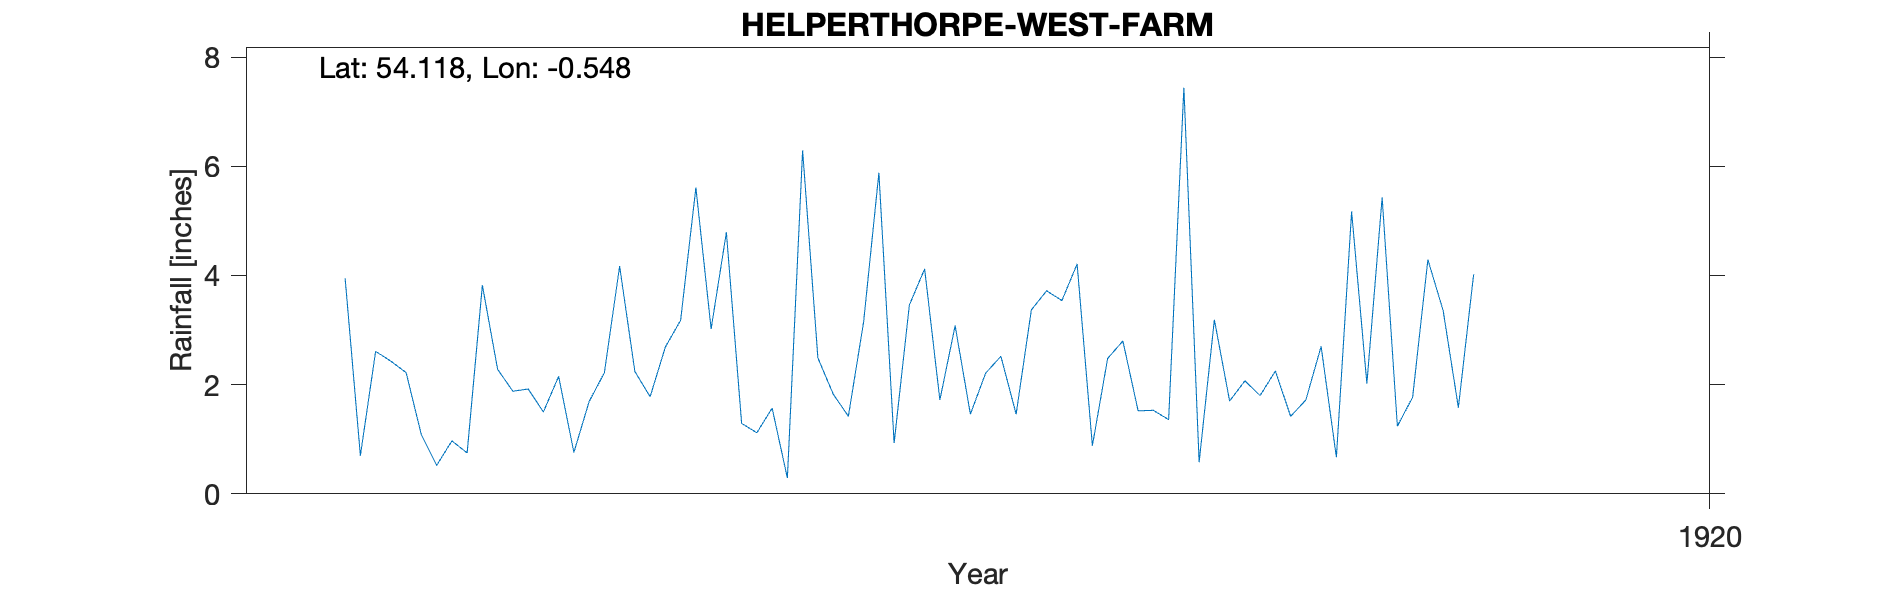 HELPERTHORPE-WEST-FARM
Lat: 54.118, Lon: -0.548
8
6
4
2
0
Rainfall [inches]
1920
Year